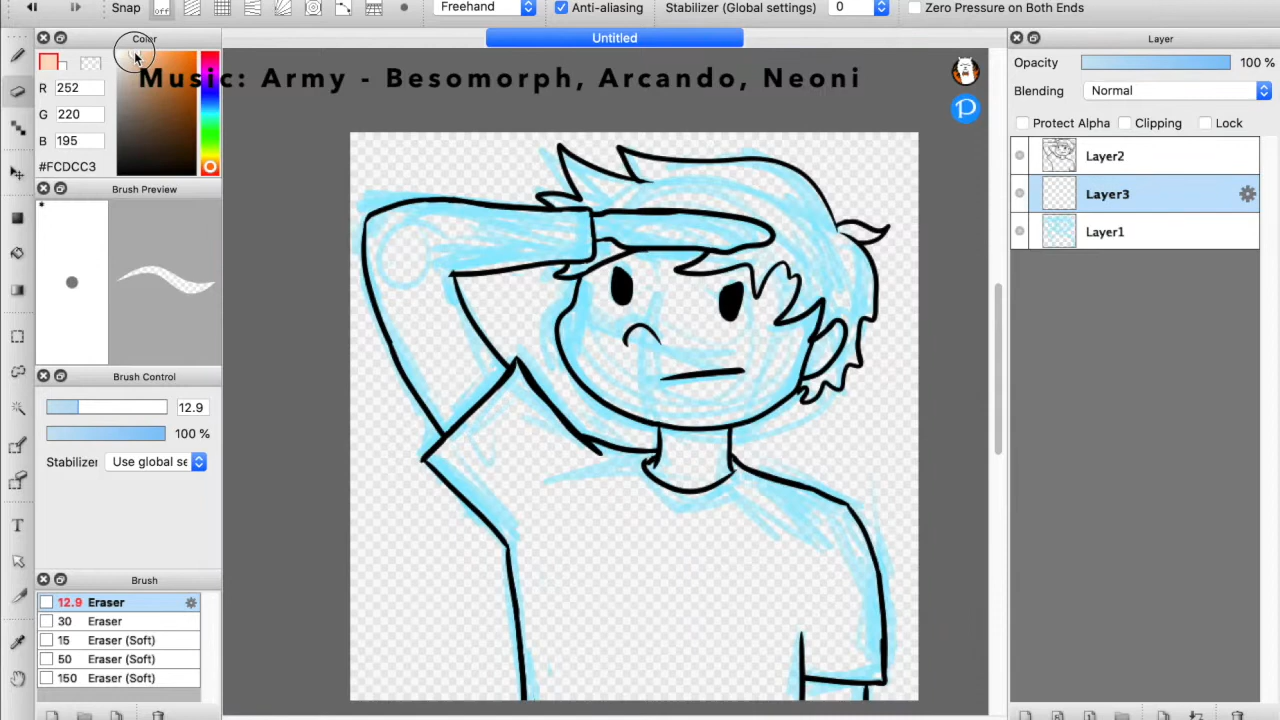 Snap
off
Freehand
Anti-aliasing
Stabilizer (Global settings)
0
Zero Pressure on Both Ends
Color
Untitled
Layer
Music: Army - Besomorph, Arcando, Neoni
R 252
G 220
B 195
#FCDCC3
Opacity 100 %
Blending Normal
Protect Alpha Clipping Lock
Layer2
Layer3
Layer1
Brush Preview
Brush Control
12.9
100 %
Stabilizer Use global se
Brush
12.9 Eraser
30 Eraser
15 Eraser (Soft)
50 Eraser (Soft)
150 Eraser (Soft)
T
P